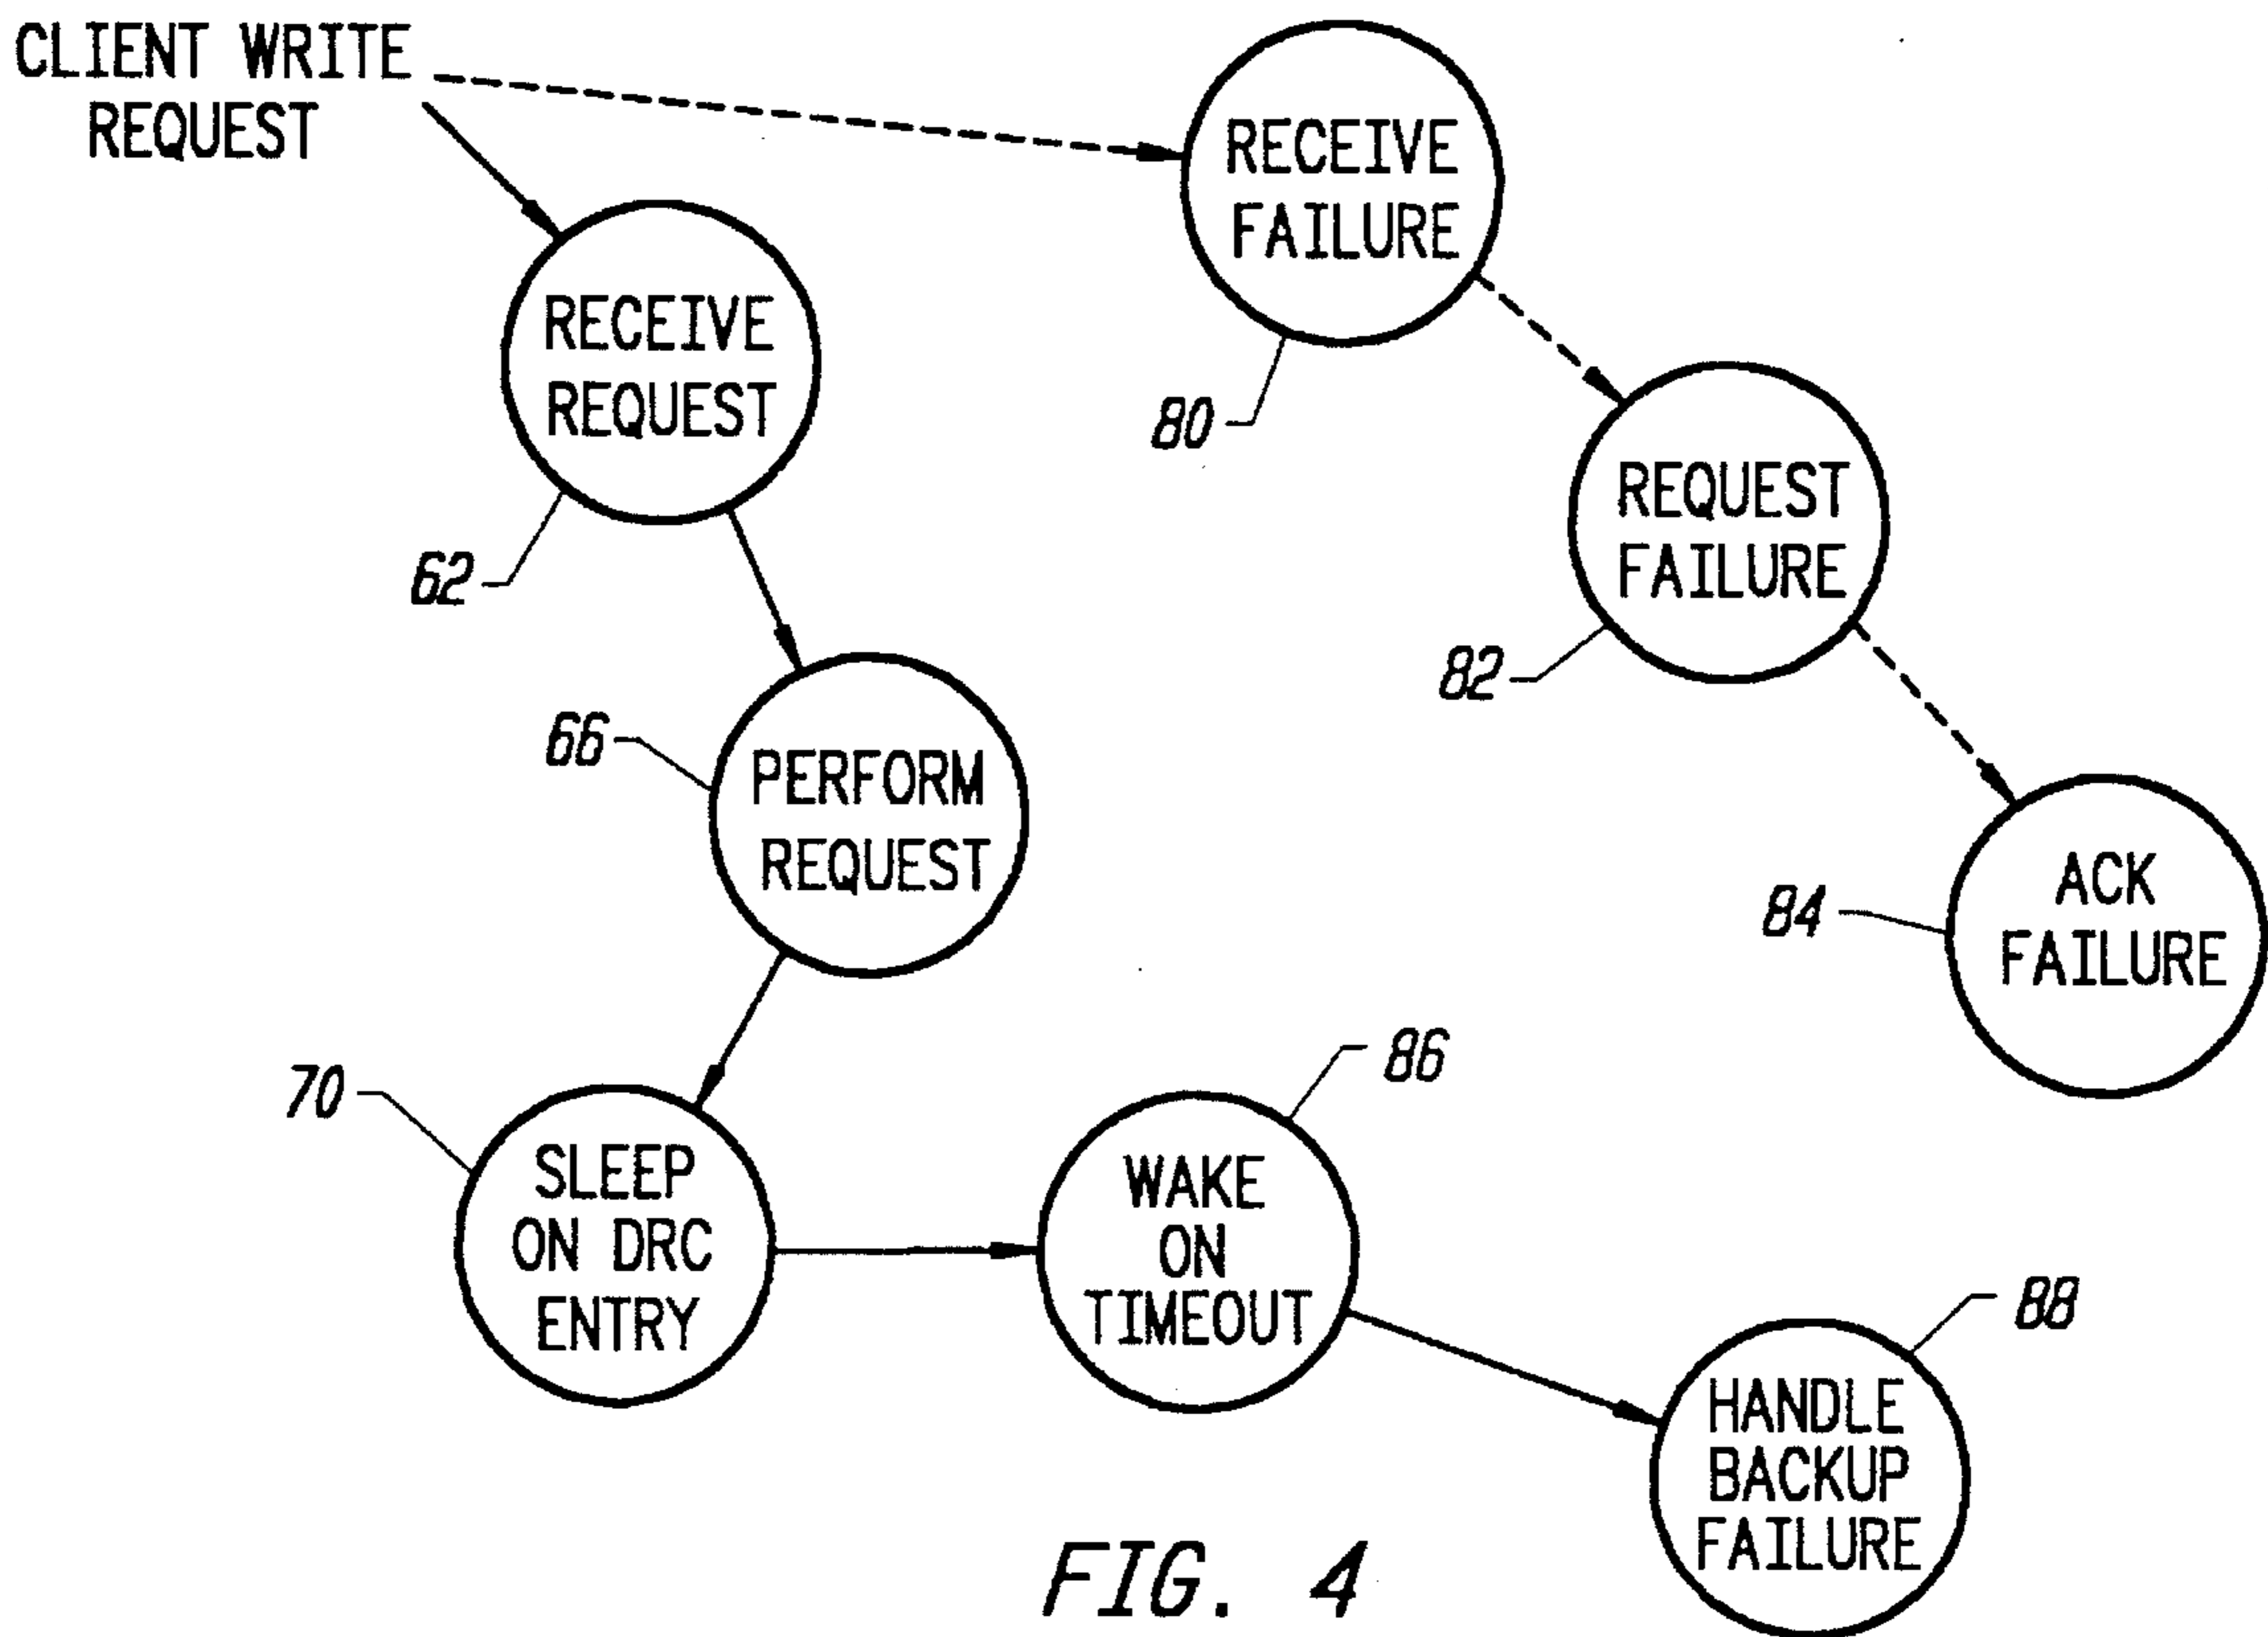 CLIENT WRITE
REQUEST
RECEIVE
FAILURE
80
RECEIVE
REQUEST
62
REQUEST
FAILURE
82
66
PERFORM
REQUEST
84
ACK
FAILURE
70
SLEEP
ON DRC
ENTRY
86
WAKE
ON
TIMEOUT
88
HANDLE
BACKUP
FAILURE
FIG. 4